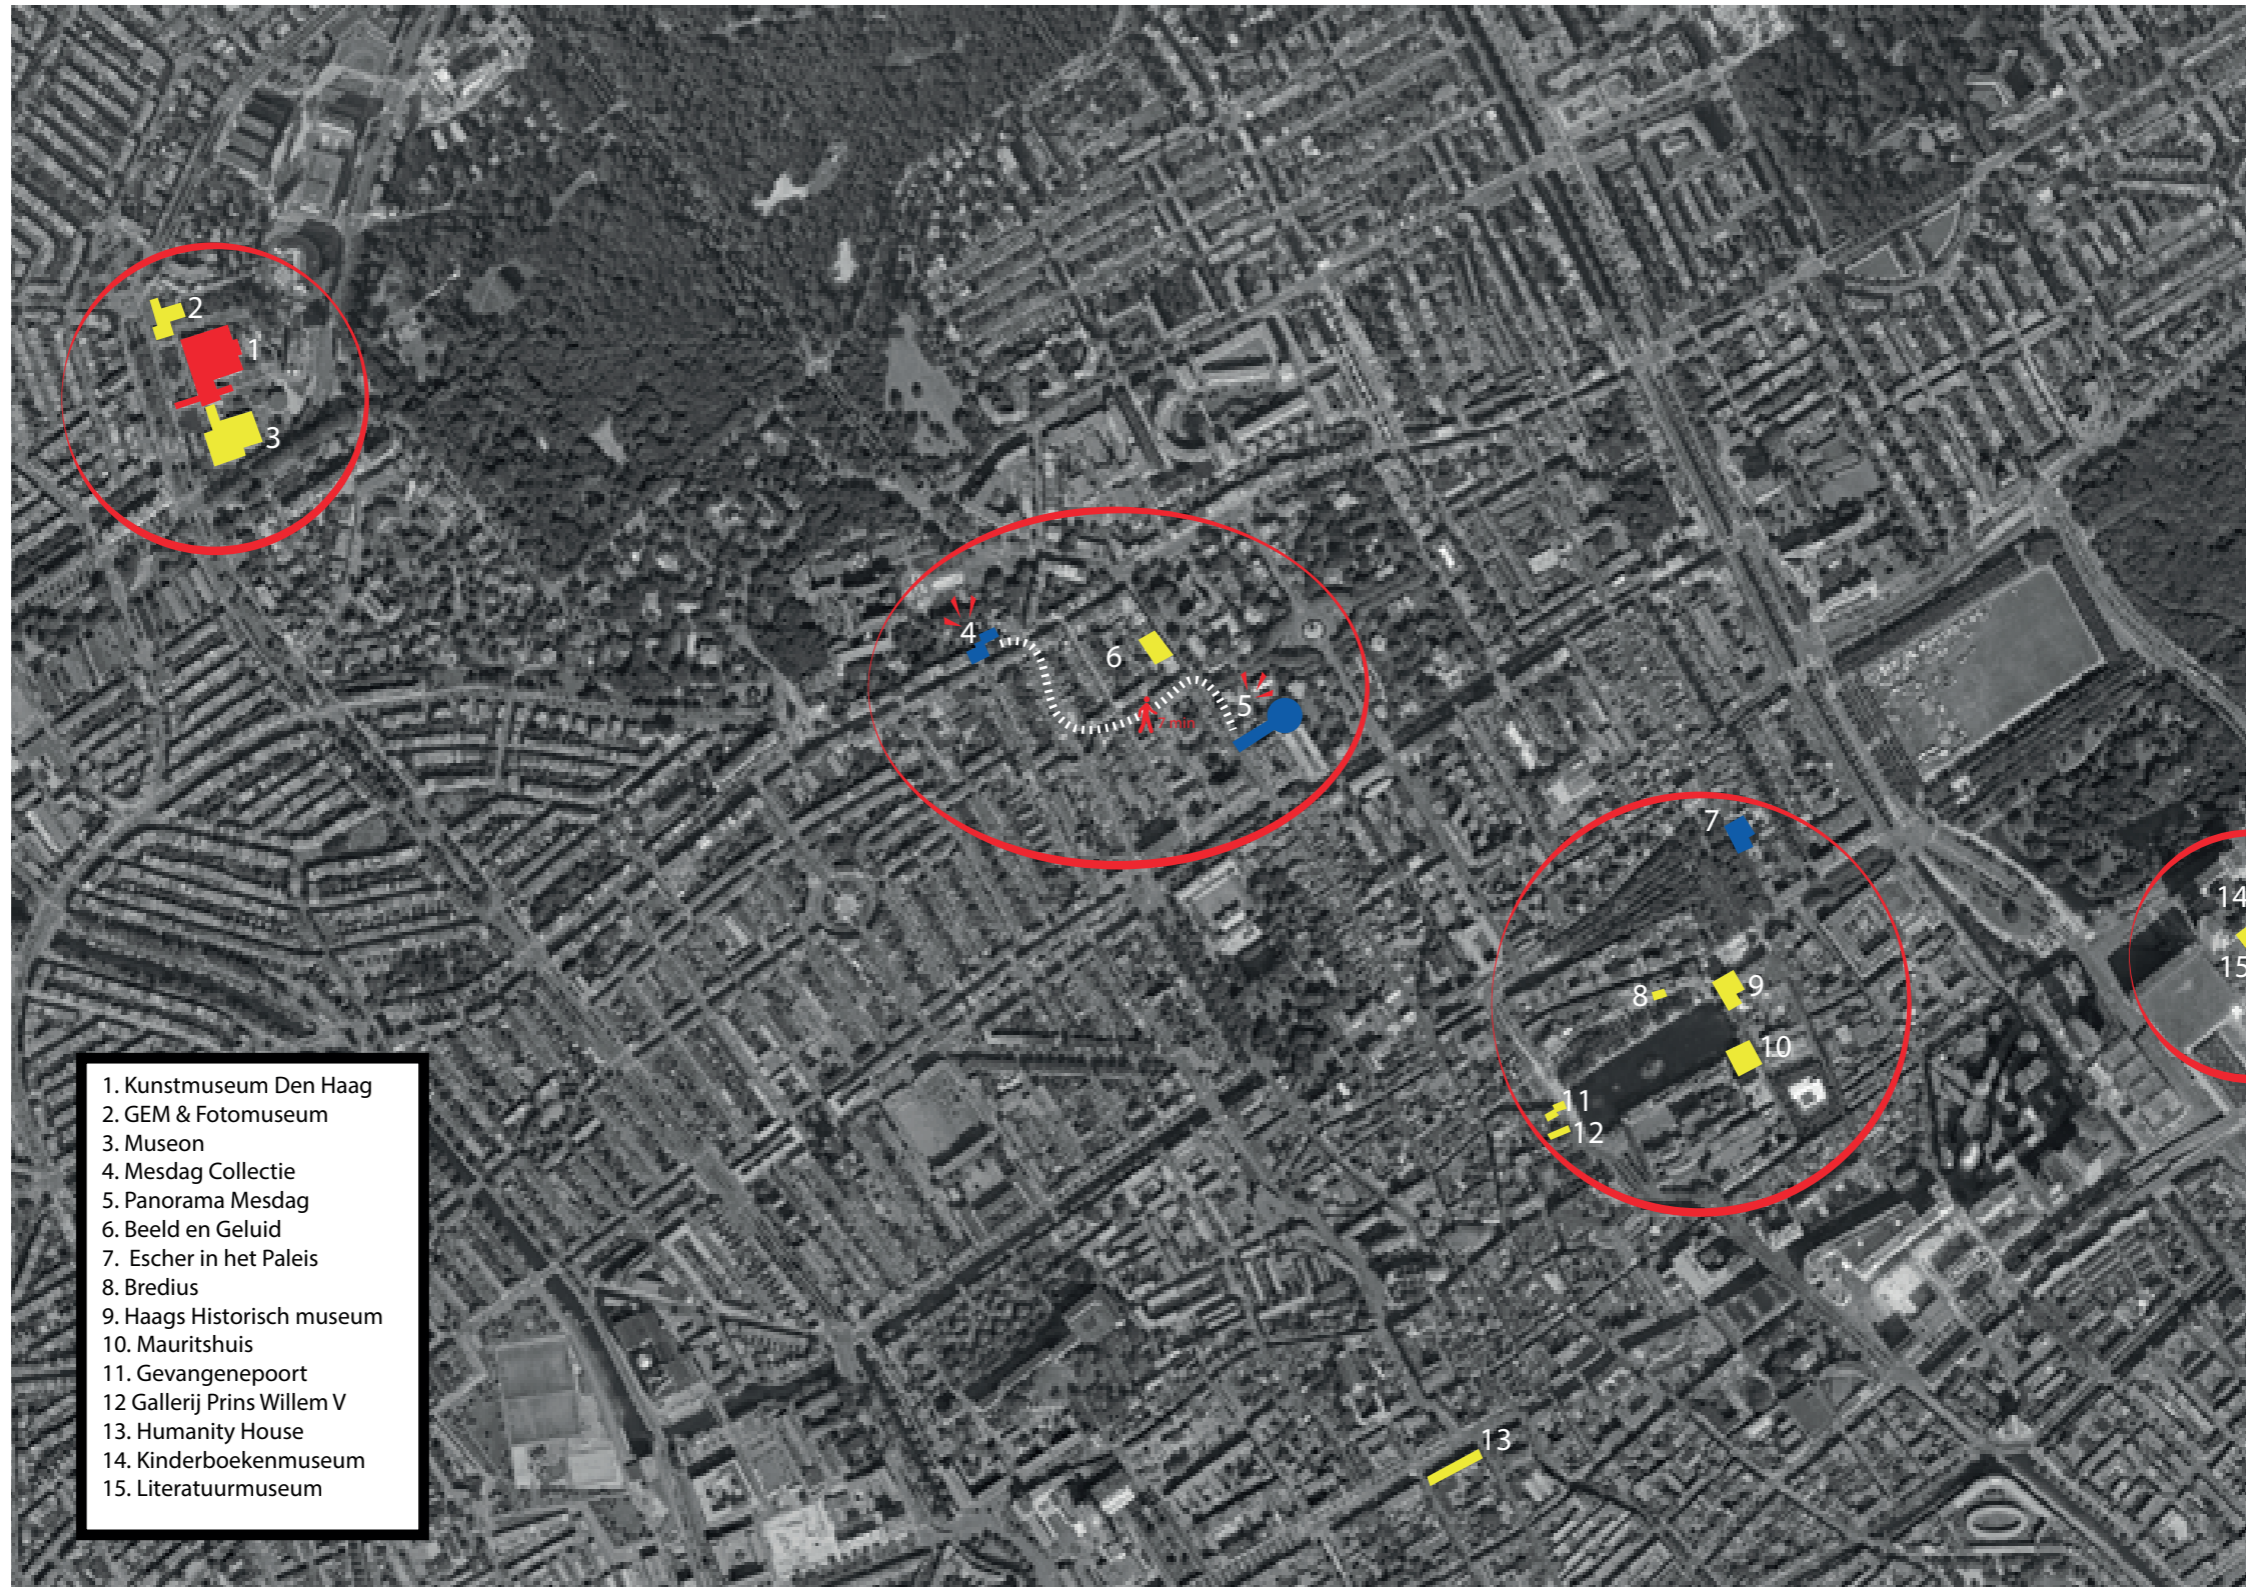 2
1
3
4
6
5
7 min
7
14
15
8
9
10
11
12
13
1. Kunstmuseum Den Haag
2. GEM & Fotomuseum
3. Museon
4. Mesdag Collectie
5. Panorama Mesdag
6. Beeld en Geluid
7. Escher in het Paleis
8. Bredius
9. Haags Historisch museum
10. Mauritshuis
11. Gevangenepoort
12 Gallerij Prins Willem V
13. Humanity House
14. Kinderboekenmuseum
15. Literatuurmuseum